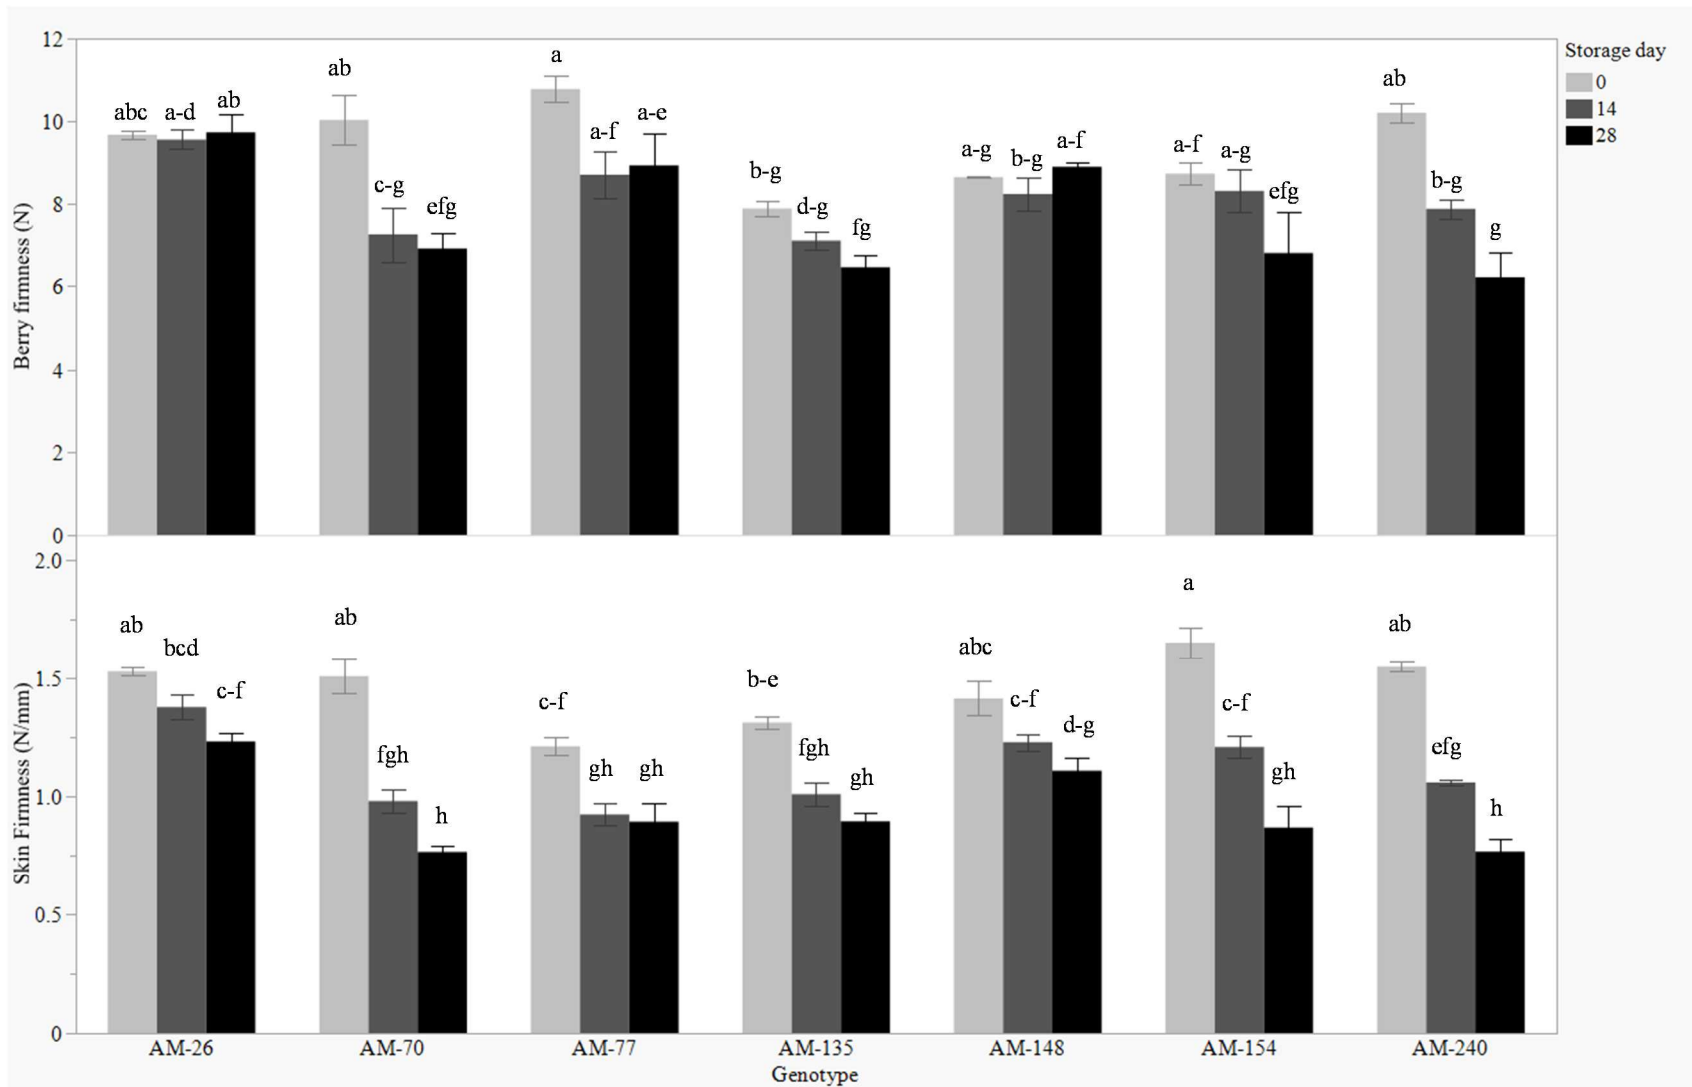 Storage day
0
14
28
Berry firmness (N)
12
10
8
6
4
2
0
abc a-d ab
ab c-g efg
a a-f a-e
b-g d-g fg
a-g b-g a-f
a-f a-g efg
ab b-g g
Skin Firmness (N/mm)
2.0
1.5
1.0
0.5
0
ab bcd c-f
ab fgh h
c-f gh gh
b-e fgh gh
abc c-f d-g
a c-f gh
ab efg h
AM-26 AM-70 AM-77 AM-135 AM-148 AM-154 AM-240
Genotype